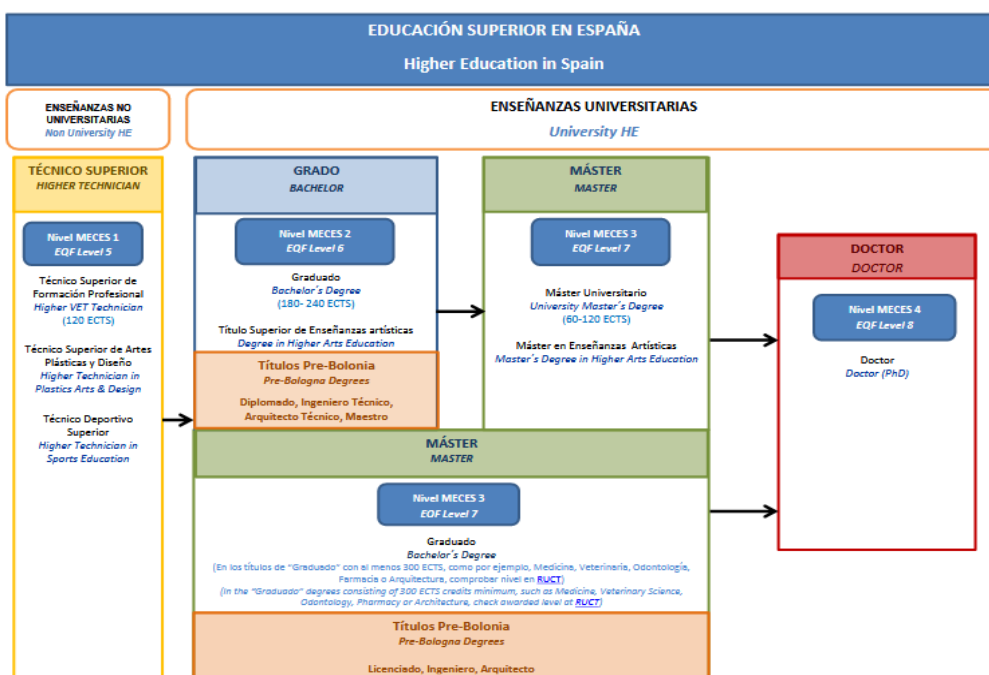 EDUCACIÓN SUPERIOR EN ESPAÑA
Higher Education in Spain
ENSEÑANZAS NO
UNIVERSITARIAS
Non University HE
ENSEÑANZAS UNIVERSITARIAS
University HE
TÉCNICO SUPERIOR
HIGHER TECHNICIAN
Nivel MECES 1
EQF Level 5
Técnico Superior de
Formación Profesional
Higher VET Technician
(120 ECTS)
Técnico Superior de Artes
Plásticas y Diseño
Higher Technician in
Plastics Arts & Design
Técnico Deportivo
Superior
Higher Technician in
Sports Education
GRADO
BACHELOR
Nivel MECES 2
EQF Level 6
Graduado
Bachelor´s Degree
(180- 240 ECTS)
Título Superior de Enseñanzas artísticas
Degree in Higher Arts Education
Títulos Pre-Bolonia
Pre-Bologna Degrees
Diplomado, Ingeniero Técnico,
Arquitecto Técnico, Maestro
MÁSTER
MASTER
Nivel MECES 3
EQF Level 7
Máster Universitario
University Master´s Degree
(60-120 ECTS)
Máster en Enseñanzas Artísticas
Master´s Degree in Higher Arts Education
MÁSTER
MASTER
Nivel MECES 3
EQF Level 7
Graduado
Bachelor´s Degree
(En los títulos de "Graduado" con al menos 300 ECTS, como por ejemplo, Medicina, Veterinaria, Odontología,
Farmacia o Arquitectura, comprobar nivel en RUCT)
(In the "Graduado" degrees consisting of 300 ECTS credits minimum, such as Medicine, Veterinary Science,
Odontology, Pharmacy or Architecture, check awarded level at RUCT)
Títulos Pre-Bolonia
Pre-Bologna Degrees
Licenciado, Ingeniero, Arquitecto
DOCTOR
DOCTOR
Nivel MECES 4
EQF Level 8
Doctor
Doctor (PhD)